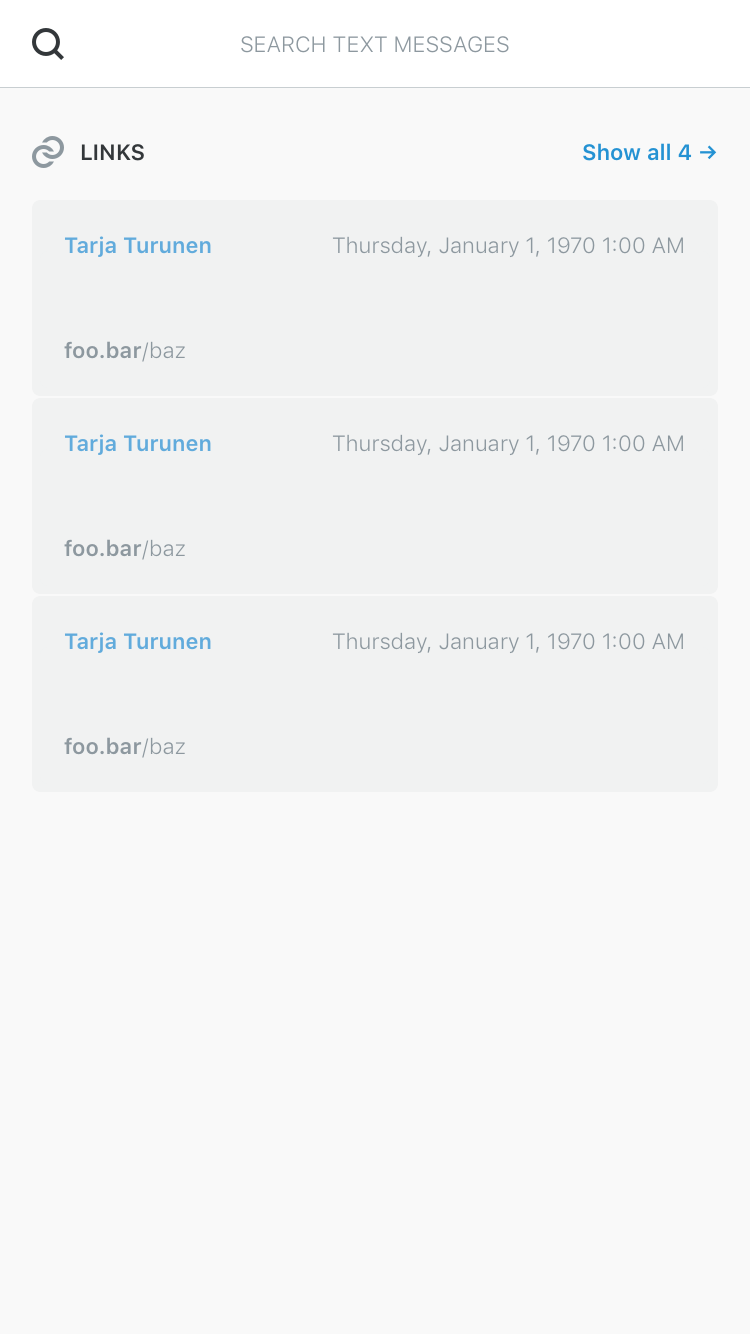 SEARCH TEXT MESSAGES
LINKS Show all 4 →
Tarja Turunen Thursday, January 1, 1970 1:00 AM
foo.bar/baz
Tarja Turunen Thursday, January 1, 1970 1:00 AM
foo.bar/baz
Tarja Turunen Thursday, January 1, 1970 1:00 AM
foo.bar/baz